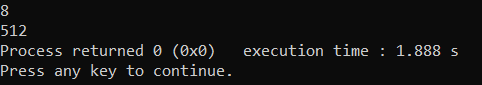 8
512
Process returned 0 (0x0)   execution time : 1.888 s
Press any key to continue.